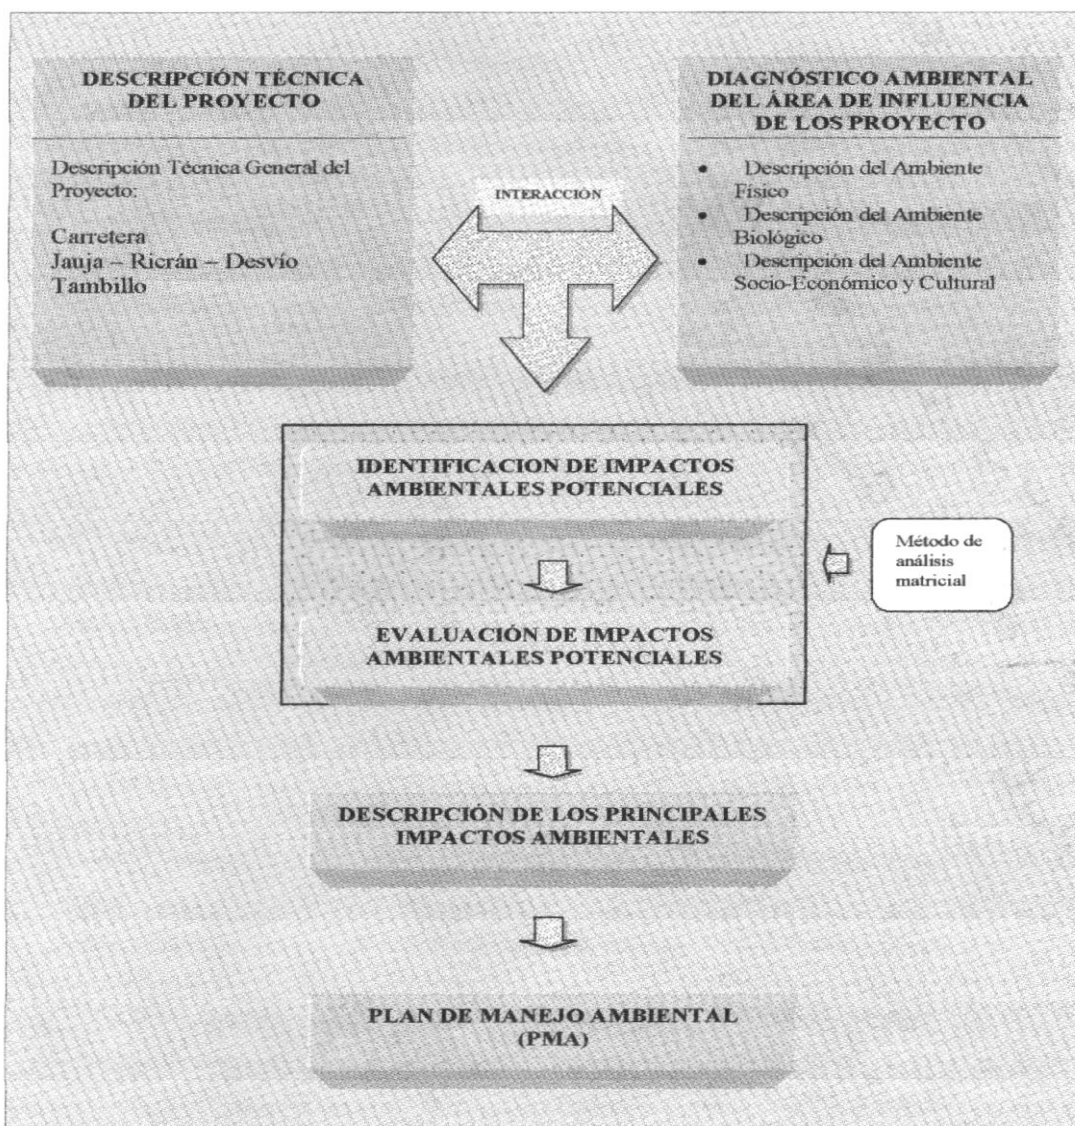 DESCRIPCIÓN TÉCNICA
DEL PROYECTO
Descripción Técnica General del
Proyecto:
Carretera
Jauja – Ricrán – Desvío
Tambillo
INTERACCIÓN
DIAGNÓSTICO AMBIENTAL
DEL ÁREA DE INFLUENCIA
DE LOS PROYECTO
• Descripción del Ambiente
Físico
• Descripción del Ambiente
Biológico
• Descripción del Ambiente
Socio-Económico y Cultural
IDENTIFICACION DE IMPACTOS
AMBIENTALES POTENCIALES
Método de
análisis
matricial
EVALUACIÓN DE IMPACTOS
AMBIENTALES POTENCIALES
DESCRIPCIÓN DE LOS PRINCIPALES
IMPACTOS AMBIENTALES
PLAN DE MANEJO AMBIENTAL
(PMA)